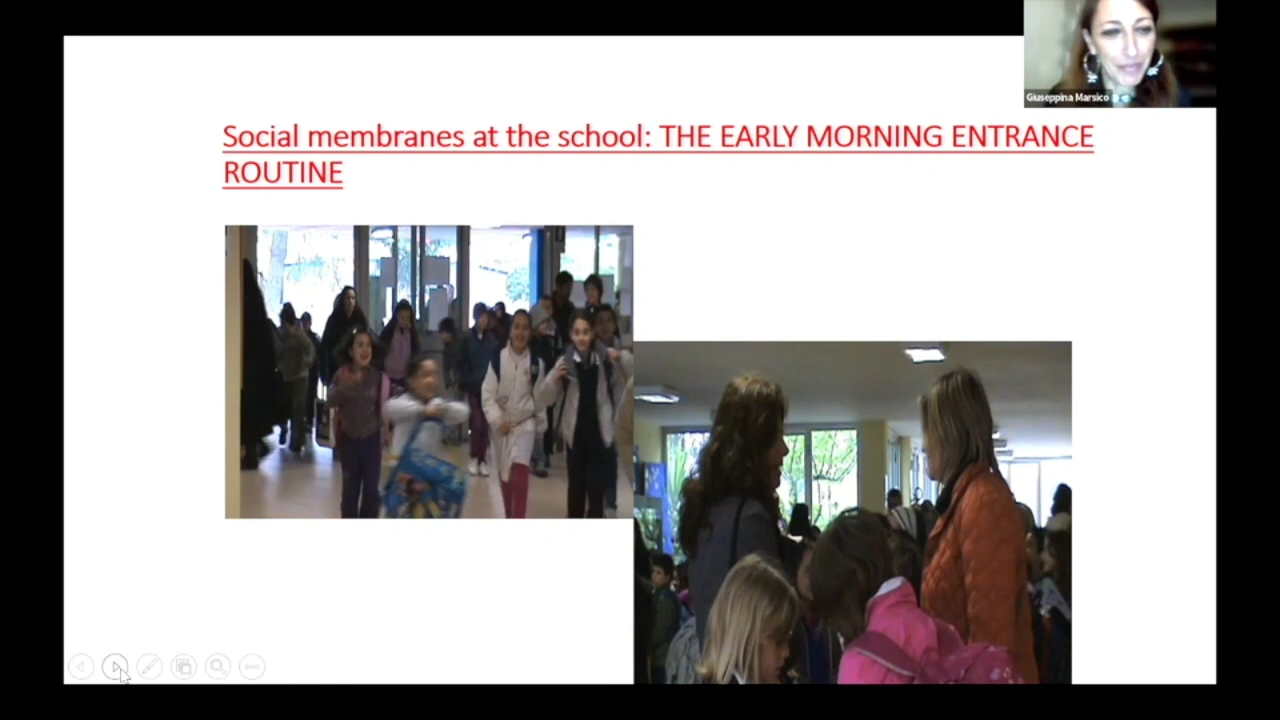 Giuseppina Marsico
Social membranes at the school: THE EARLY MORNING ENTRANCE
ROUTINE